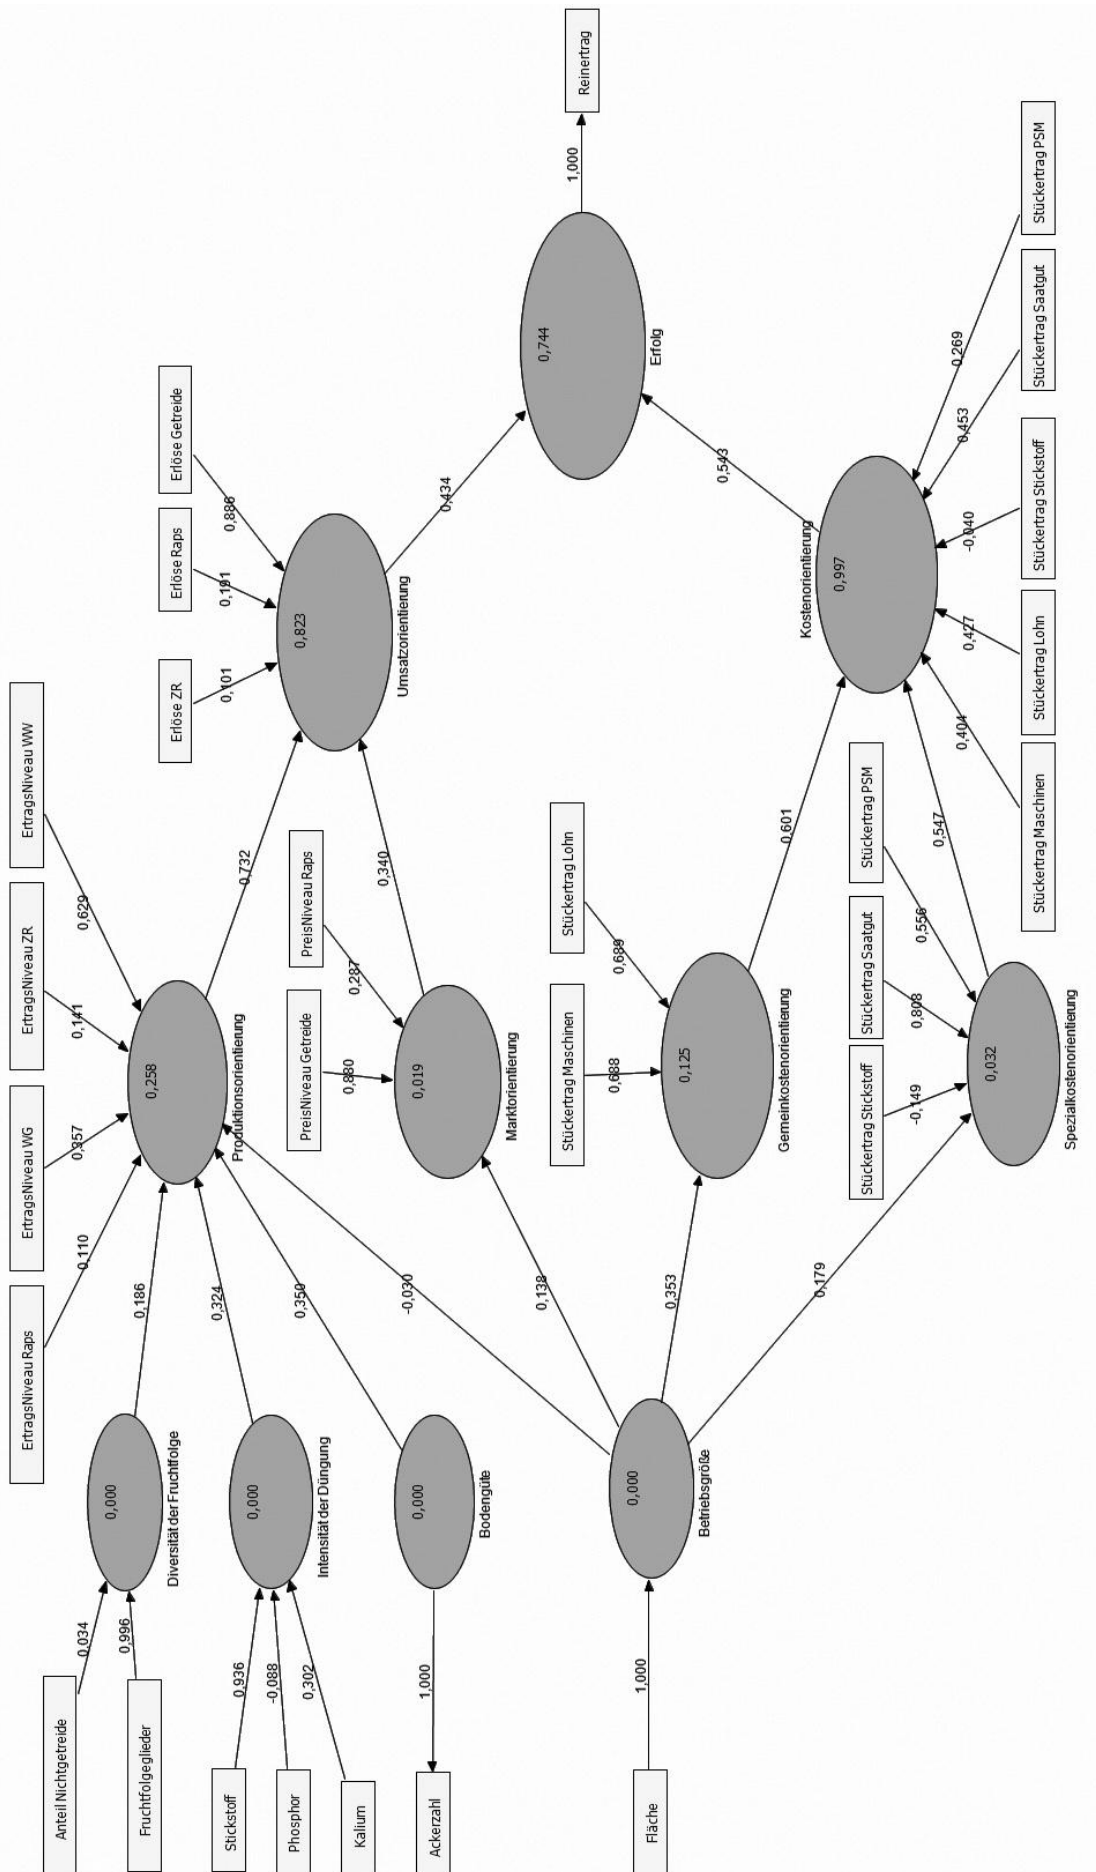 ErtragsNiveau Raps
ErtragsNiveau WG
ErtragsNiveau ZR
ErtragsNiveau WW
Anteil Nichtgetreide
0,034
0,110
0,357
0,141
0,629
Fruchtfolgeglieder
0,996
0,000
Diversität der Fruchtfolge
0,186
0,258
Produktionsorientierung
Erlöse ZR
Erlöse Raps
Erlöse Getreide
0,101
0,191
0,886
Stickstoff
Phosphor
Kalium
0,936
-0,088
0,302
0,000
Intensität der Düngung
0,324
0,732
0,823
Umsatzorientierung
PreisNiveau Getreide
PreisNiveau Raps
0,880
0,287
0,350
Ackerzahl
1,000
0,000
Bodengüte
-0,030
0,019
Marktorientierung
0,340
0,434
0,744
Erfolg
1,000
Reinertrag
Stückertrag Maschinen
Stückertrag Lohn
0,688
0,689
0,138
Fläche
1,000
0,000
Betriebsgröße
0,353
0,125
Gemeinkostenorientierung
0,601
0,543
Kostenorientierung
0,997
0,179
Stückertrag Stickstoff
Stückertrag Saatgut
Stückertrag PSM
-0,149
0,808
0,556
0,547
0,032
Spezialkostenorientierung
0,404
0,427
-0,040
0,453
0,269
Stückertrag Maschinen
Stückertrag Lohn
Stückertrag Stickstoff
Stückertrag Saatgut
Stückertrag PSM